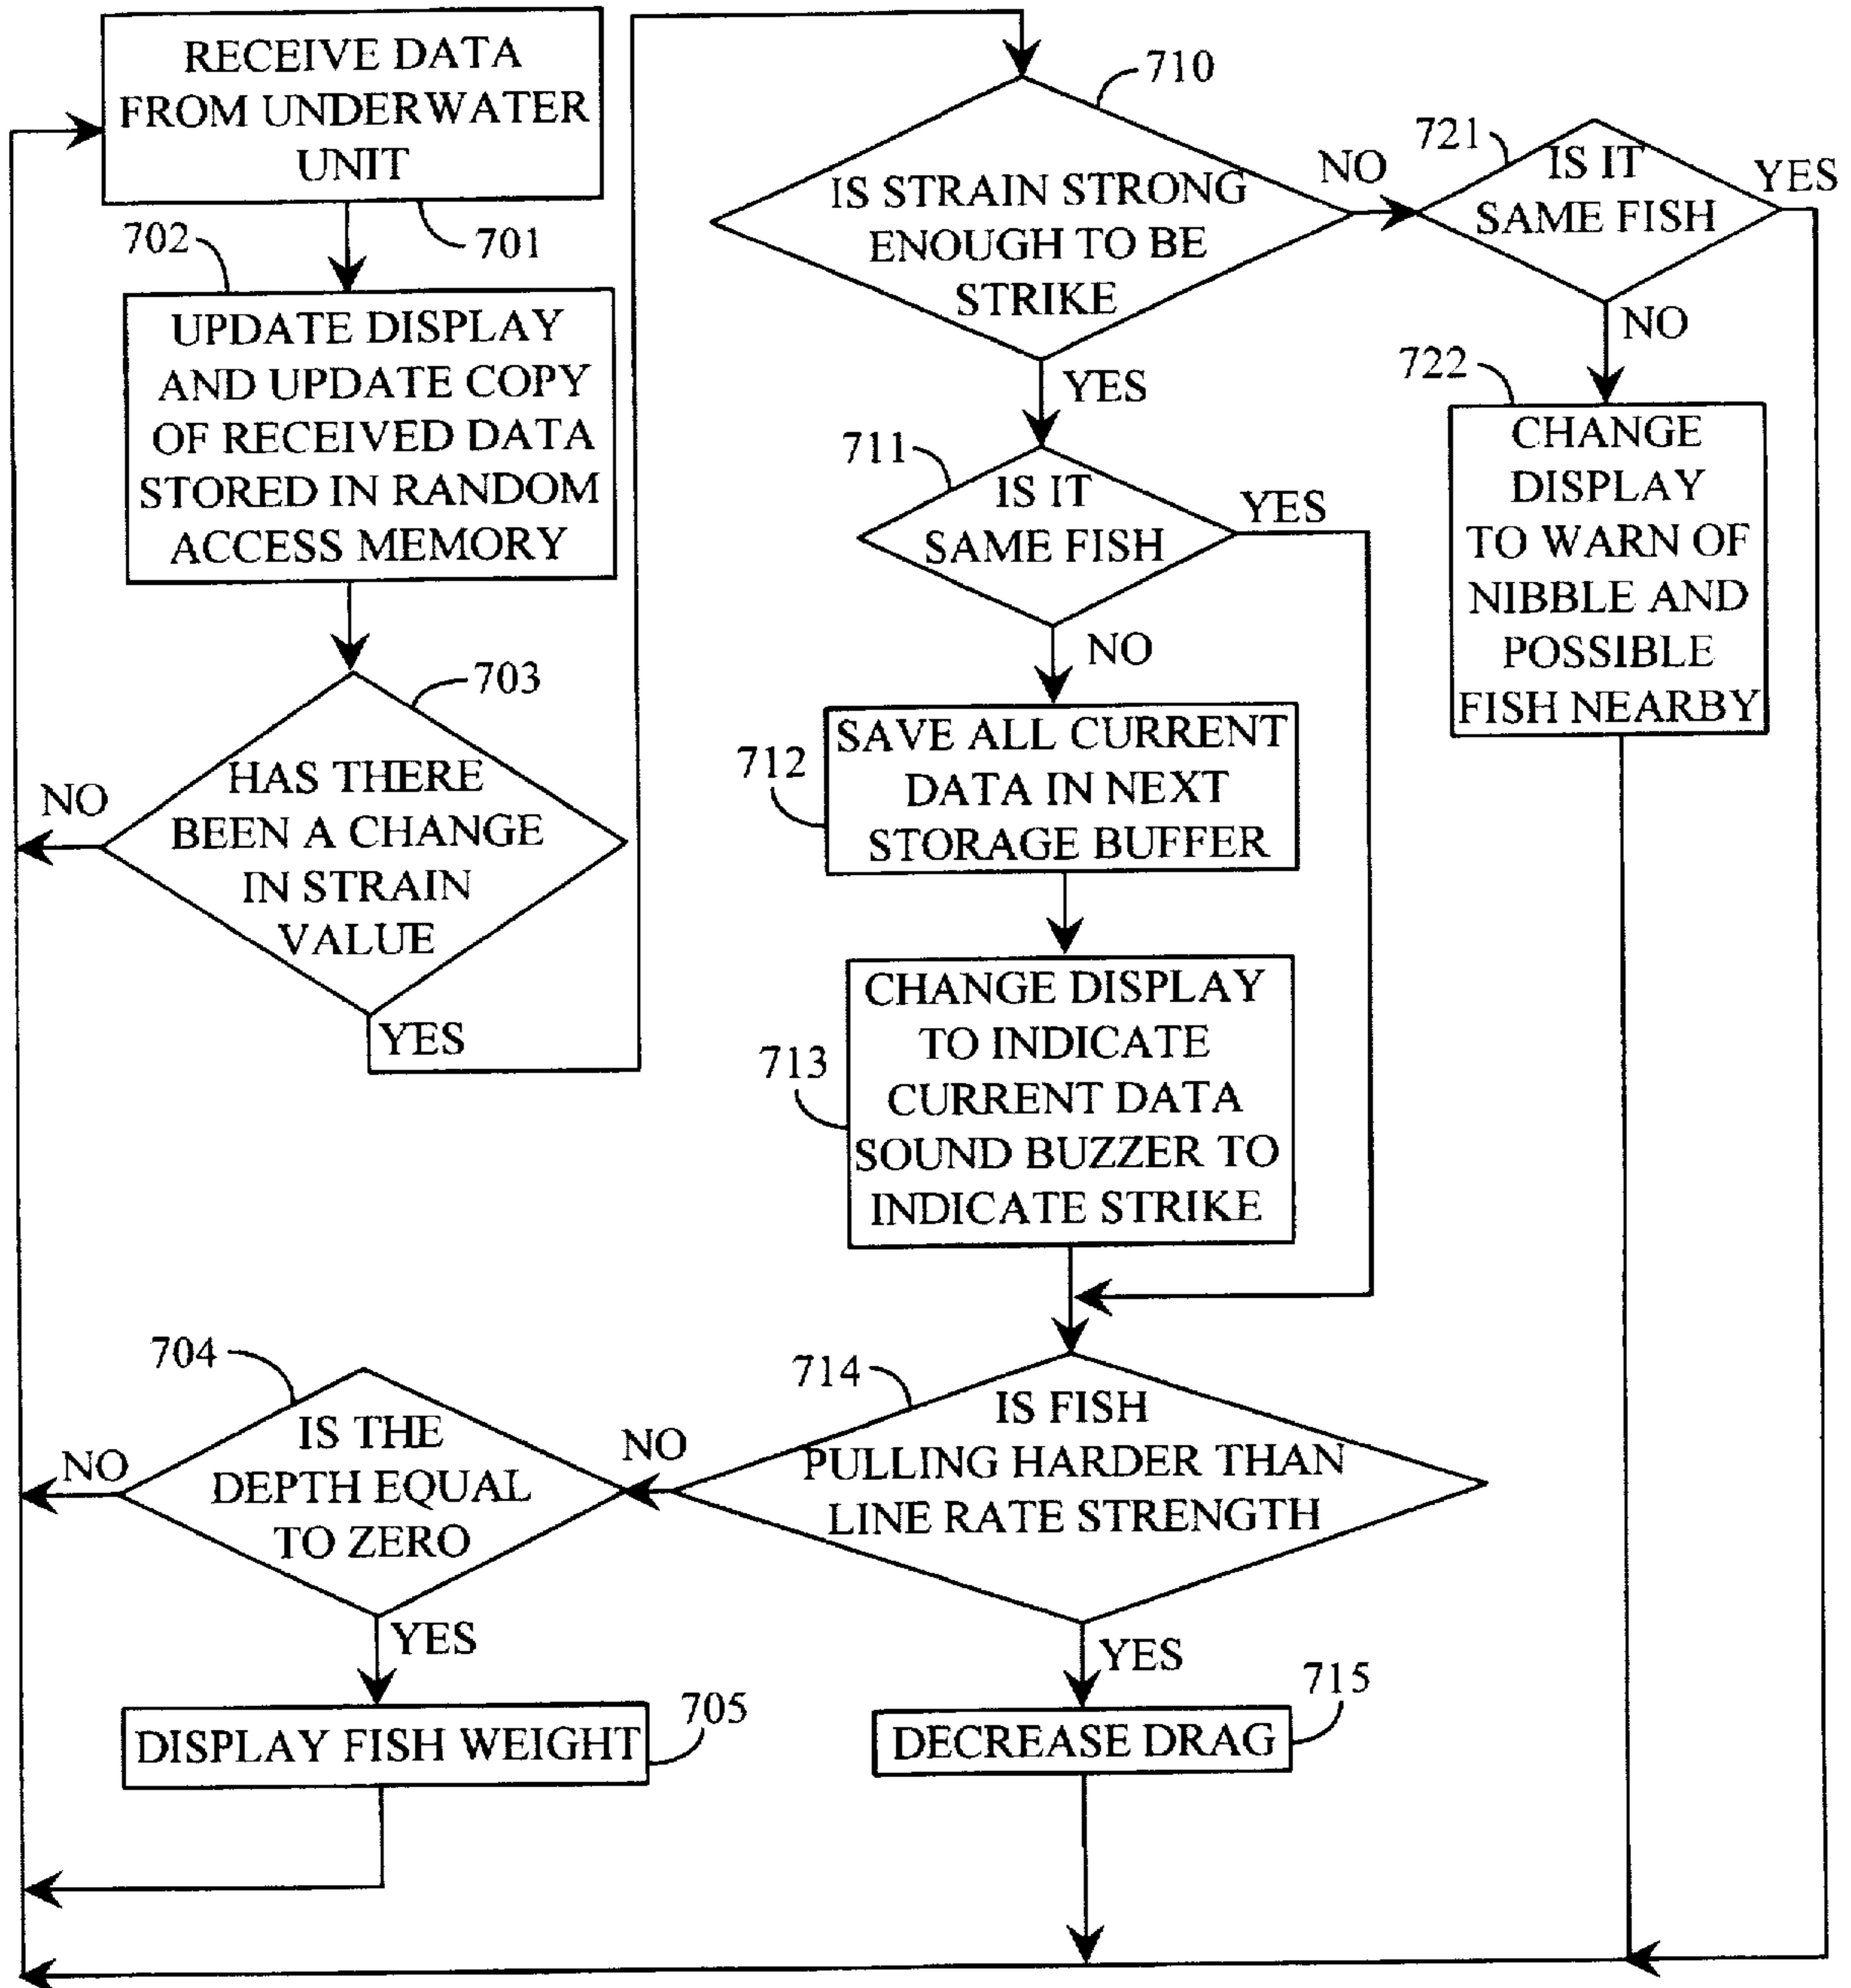 RECEIVE DATA
FROM UNDERWATER
UNIT
701
702
UPDATE DISPLAY
AND UPDATE COPY
OF RECEIVED DATA
STORED IN RANDOM
ACCESS MEMORY
703
HAS THERE
BEEN A CHANGE
IN STRAIN
VALUE
NO
YES
710
IS STRAIN STRONG
ENOUGH TO BE
STRIKE
NO
YES
721
IS IT
SAME FISH
YES
NO
722
CHANGE
DISPLAY
TO WARN OF
NIBBLE AND
POSSIBLE
FISH NEARBY
711
IS IT
SAME FISH
YES
NO
712
SAVE ALL CURRENT
DATA IN NEXT
STORAGE BUFFER
713
CHANGE DISPLAY
TO INDICATE
CURRENT DATA
SOUND BUZZER TO
INDICATE STRIKE
714
IS FISH
PULLING HARDER THAN
LINE RATE STRENGTH
NO
YES
715
DECREASE DRAG
704
IS THE
DEPTH EQUAL
TO ZERO
NO
YES
705
DISPLAY FISH WEIGHT